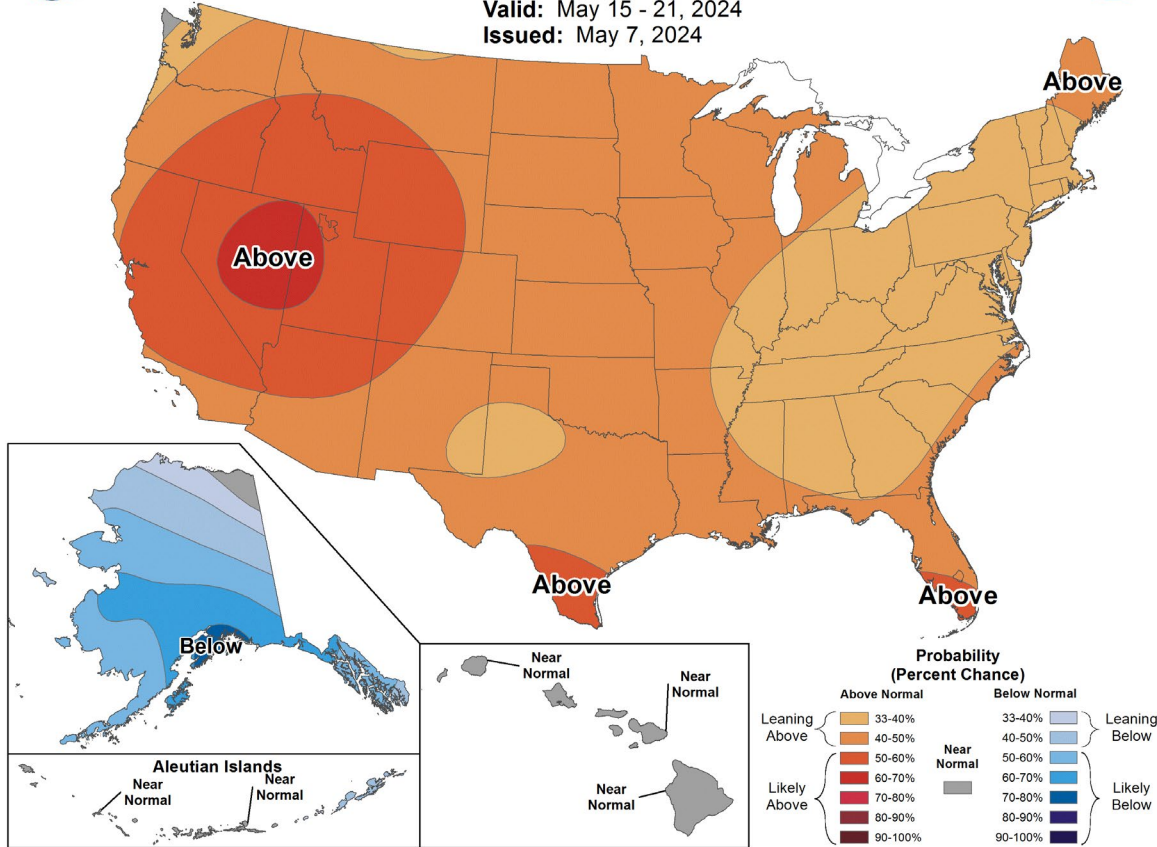 Valid: May 15 - 21, 2024
Issued: May 7, 2024
Above
Above
Above
Above
Below
Near
Normal
Near
Normal
Near
Normal
Aleutian Islands
Near
Normal
Near
Normal
Probability
(Percent Chance)
Above Normal
Below Normal
Leaning
Above
33-40%
40-50%
Likely
Above
50-60%
60-70%
70-80%
80-90%
90-100%
Near
Normal
33-40%
40-50%
Leaning
Below
50-60%
60-70%
70-80%
80-90%
90-100%
Likely
Below